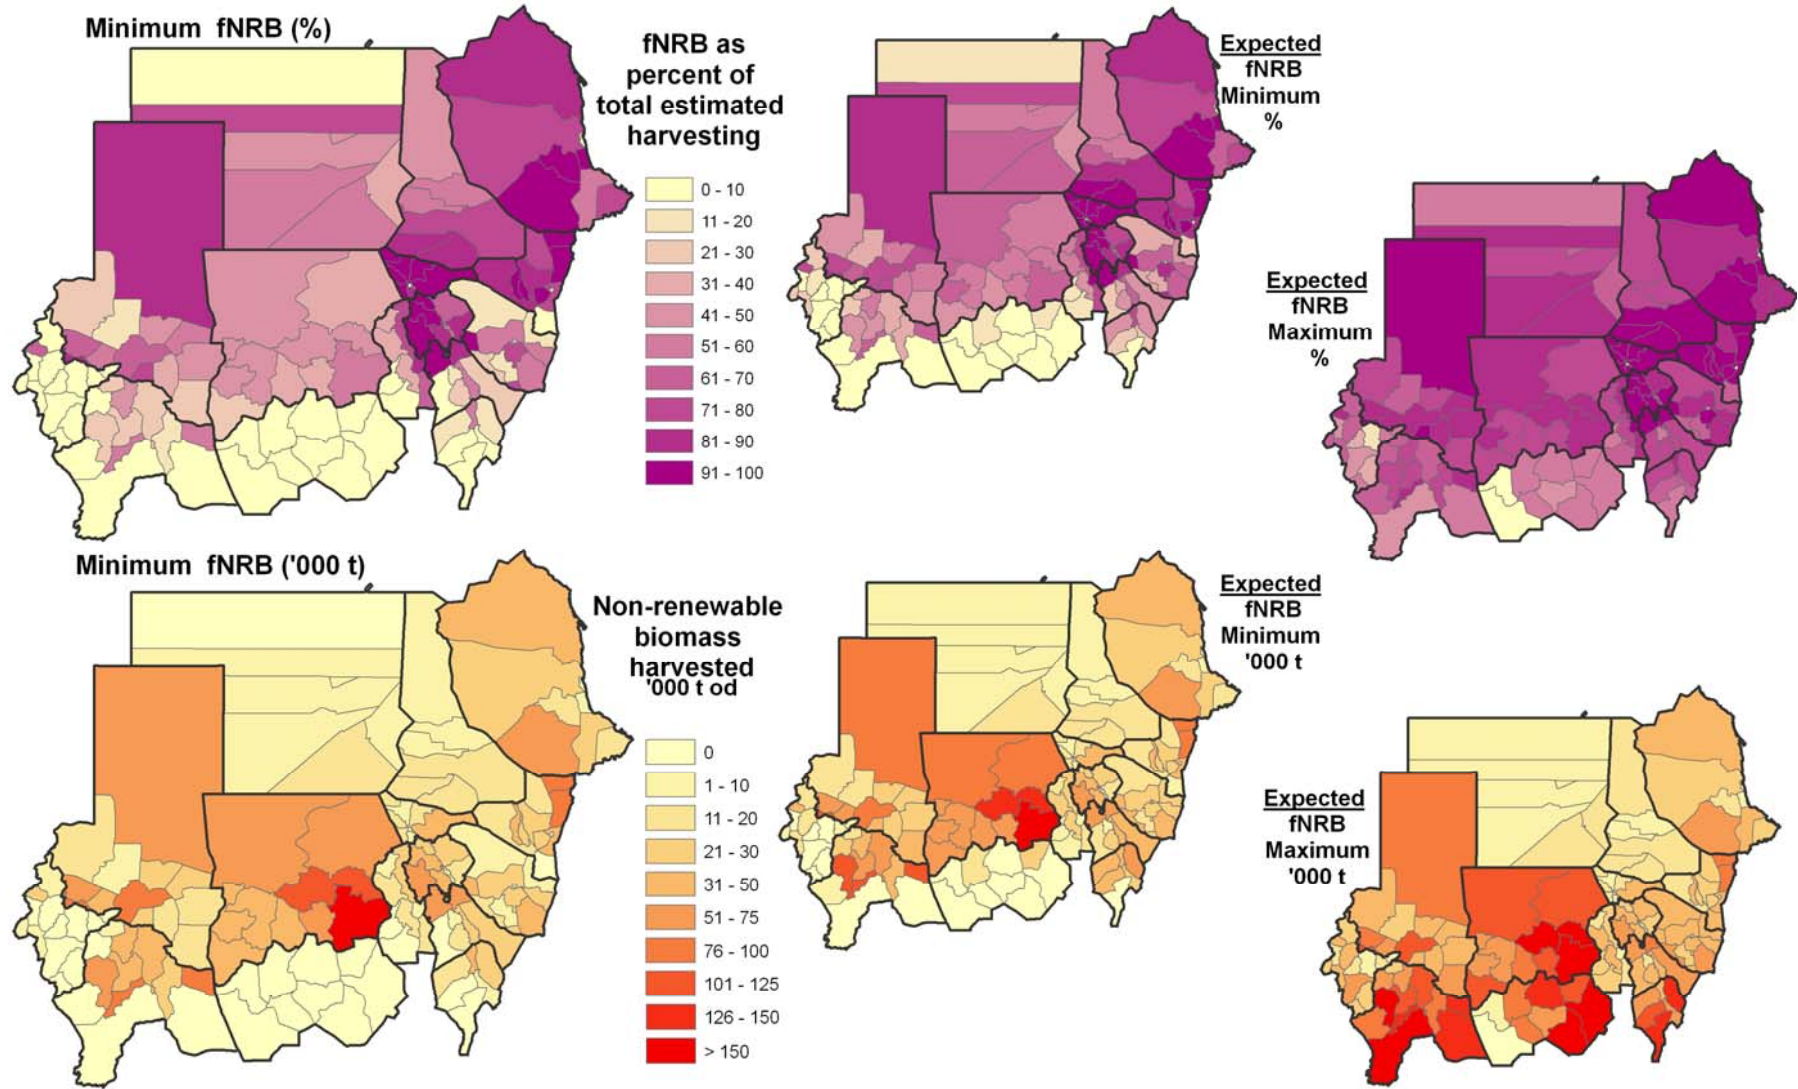 Minimum fNRB (%)
fNRB as
percent of
total estimated
harvesting
0 - 10
11 - 20
21 - 30
31 - 40
41 - 50
51 - 60
61 - 70
71 - 80
81 - 90
91 - 100
Expected
fNRB
Minimum
%
Expected
fNRB
Maximum
%
Minimum fNRB ('000 t)
Non-renewable
biomass
harvested
'000 t od
0
1 - 10
11 - 20
21 - 30
31 - 50
51 - 75
76 - 100
101 - 125
126 - 150
> 150
Expected
fNRB
Minimum
'000 t
Expected
fNRB
Maximum
'000 t